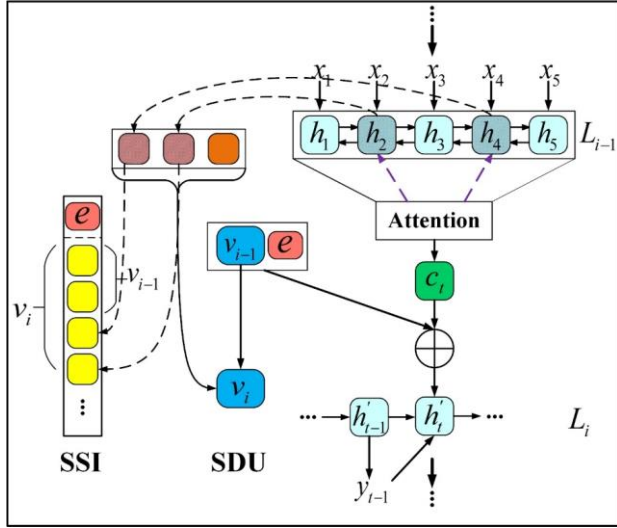 ⋮
x₁ x₂ x₃ x₄ x₅
h₁ h₂ h₃ h₄ h₅ Lᵢ₋₁
Attention
e
vᵢ₋₁ e
vᵢ₋₁
cₜ
vᵢ
vᵢ
⋮
... h'ₜ₋₁ h'ₜ ... Lᵢ
SSI SDU
yₜ₋₁
⋮